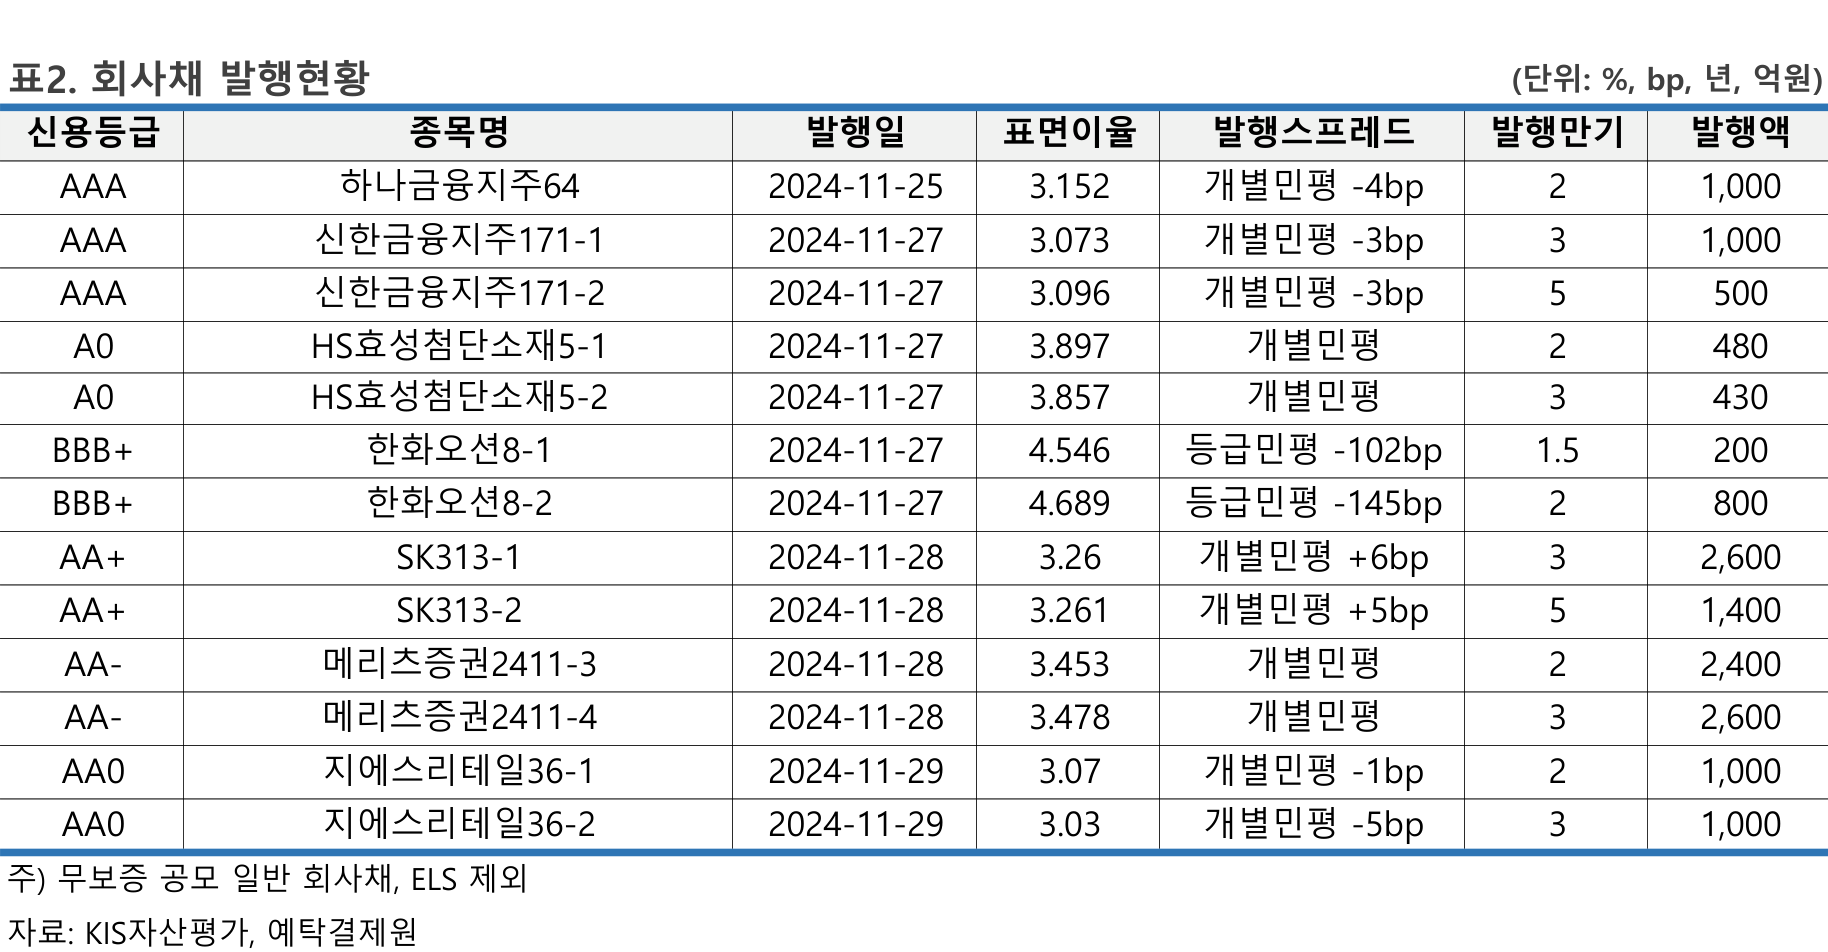 표2. 회사채 발행현황 (단위: %, bp, 년, 억원)
신용등급 종목명 발행일 표면이율 발행스프레드 발행만기 발행액
AAA 하나금융지주64 2024-11-25 3.152 개별민평 -4bp 2 1,000
AAA 신한금융지주171-1 2024-11-27 3.073 개별민평 -3bp 3 1,000
AAA 신한금융지주171-2 2024-11-27 3.096 개별민평 -3bp 5 500
A0 HS효성첨단소재5-1 2024-11-27 3.897 개별민평 2 480
A0 HS효성첨단소재5-2 2024-11-27 3.857 개별민평 3 430
BBB+ 한화오션8-1 2024-11-27 4.546 등급민평 -102bp 1.5 200
BBB+ 한화오션8-2 2024-11-27 4.689 등급민평 -145bp 2 800
AA+ SK313-1 2024-11-28 3.26 개별민평 +6bp 3 2,600
AA+ SK313-2 2024-11-28 3.261 개별민평 +5bp 5 1,400
AA- 메리츠증권2411-3 2024-11-28 3.453 개별민평 2 2,400
AA- 메리츠증권2411-4 2024-11-28 3.478 개별민평 3 2,600
AA0 지에스리테일36-1 2024-11-29 3.07 개별민평 -1bp 2 1,000
AA0 지에스리테일36-2 2024-11-29 3.03 개별민평 -5bp 3 1,000
주) 무보증 공모 일반 회사채, ELS 제외
자료: KIS자산평가, 예탁결제원